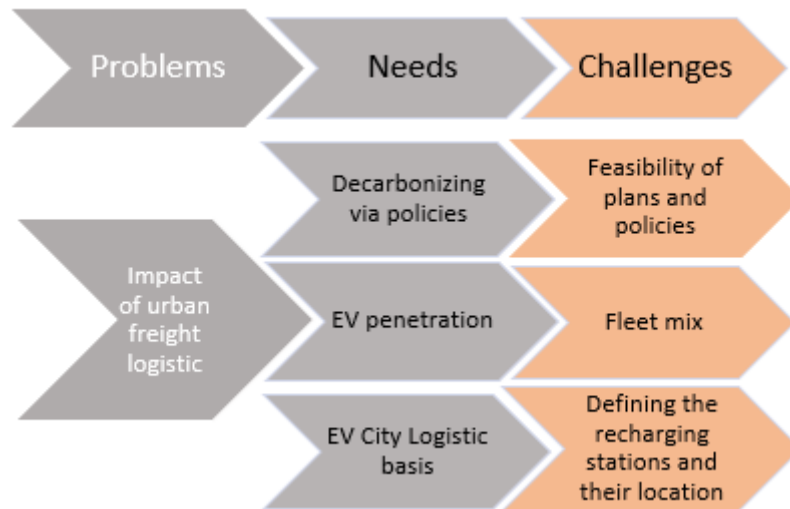 Problems
Needs
Challenges
Impact
of urban
freight
logistic
Decarbonizing
via policies
Feasibility of
plans and
policies
EV penetration
Fleet mix
EV City Logistic
basis
Defining the
recharging
stations and
their location